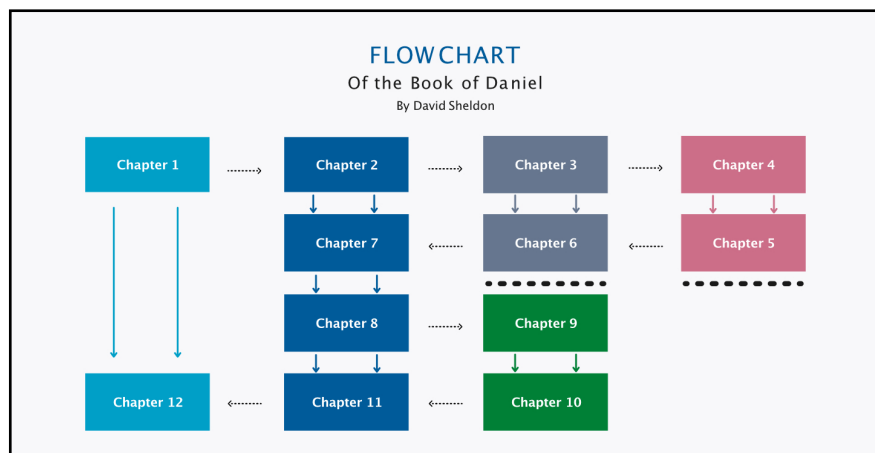 FLOWCHART
Of the Book of Daniel
By David Sheldon
Chapter 1
Chapter 2
Chapter 3
Chapter 4
Chapter 7
Chapter 6
Chapter 5
Chapter 8
Chapter 9
Chapter 12
Chapter 11
Chapter 10